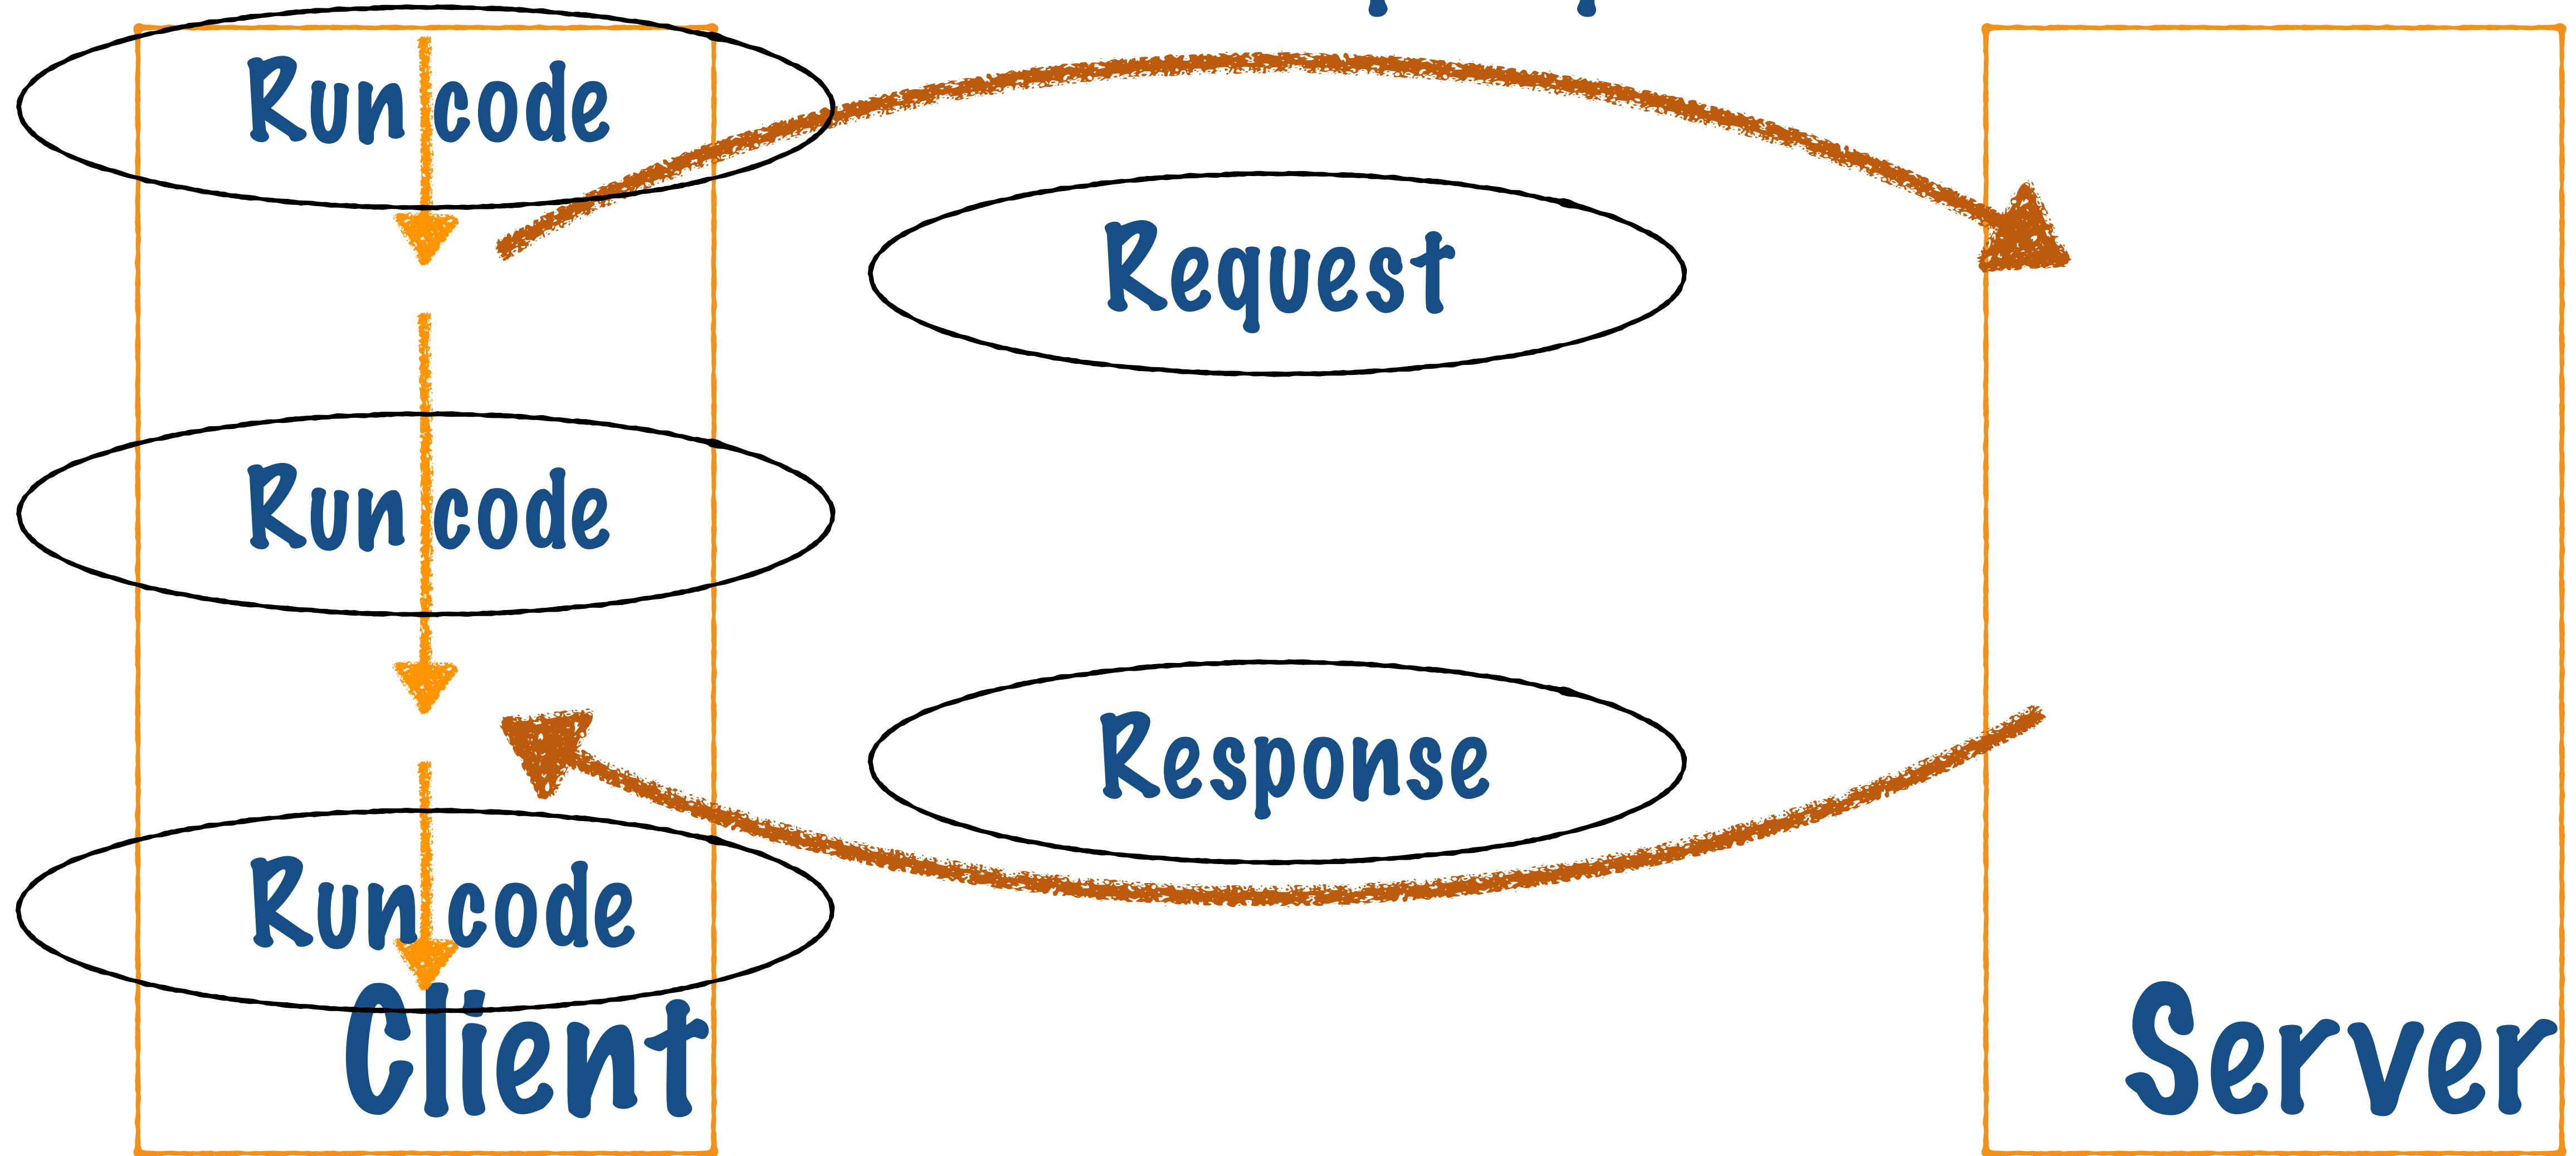 Run code
Request
Run code
Response
Run code
Client
Server